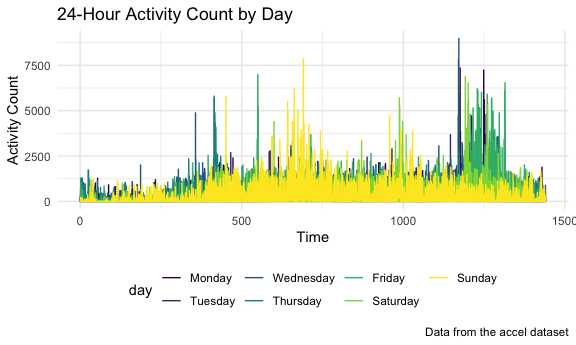 24-Hour Activity Count by Day
Activity Count
7500
5000
2500
0
0 500 1000 1500
Time
day
Monday Wednesday Friday Sunday
Tuesday Thursday Saturday
Data from the accel dataset